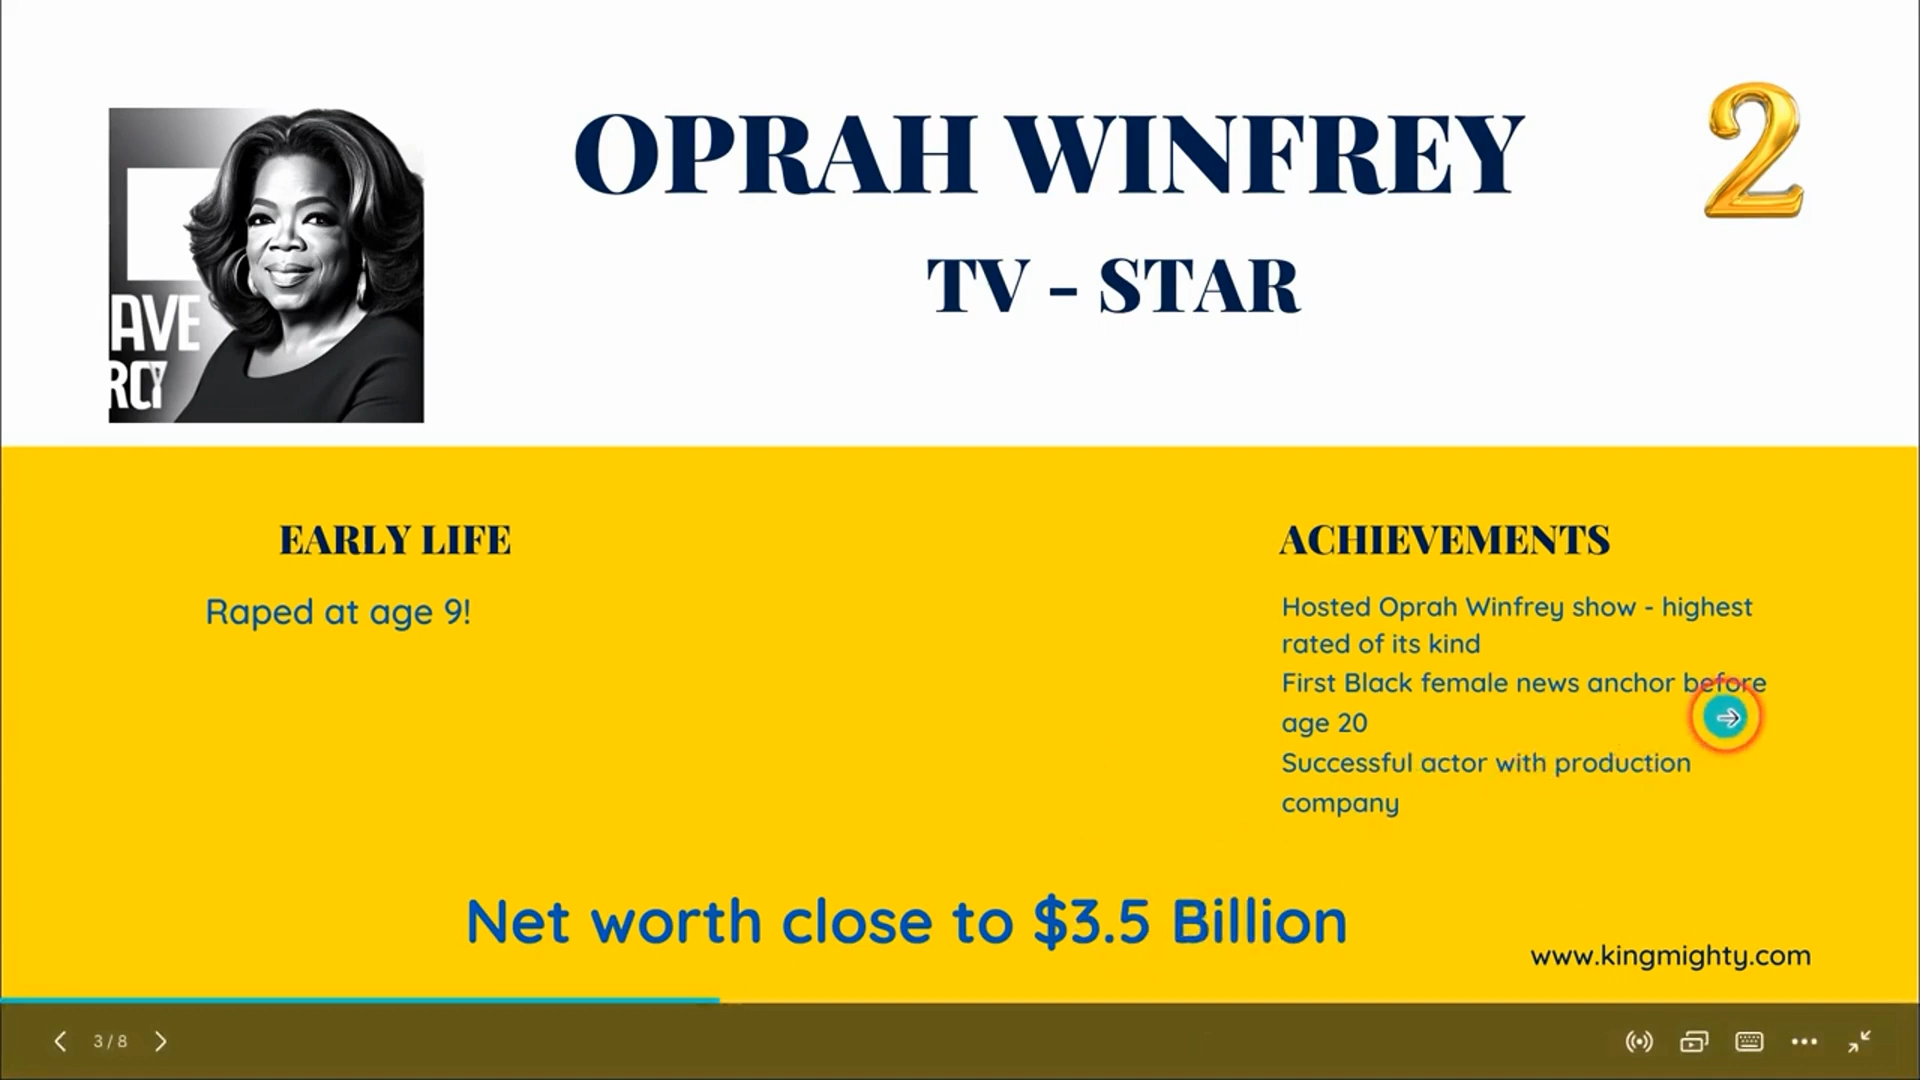 OPRAH WINFREY
2
TV - STAR
AVE
RCY
EARLY LIFE
Raped at age 9!
ACHIEVEMENTS
Hosted Oprah Winfrey show - highest
rated of its kind
First Black female news anchor before
age 20
Successful actor with production
company
Net worth close to $3.5 Billion
www.kingmighty.com
3 / 8